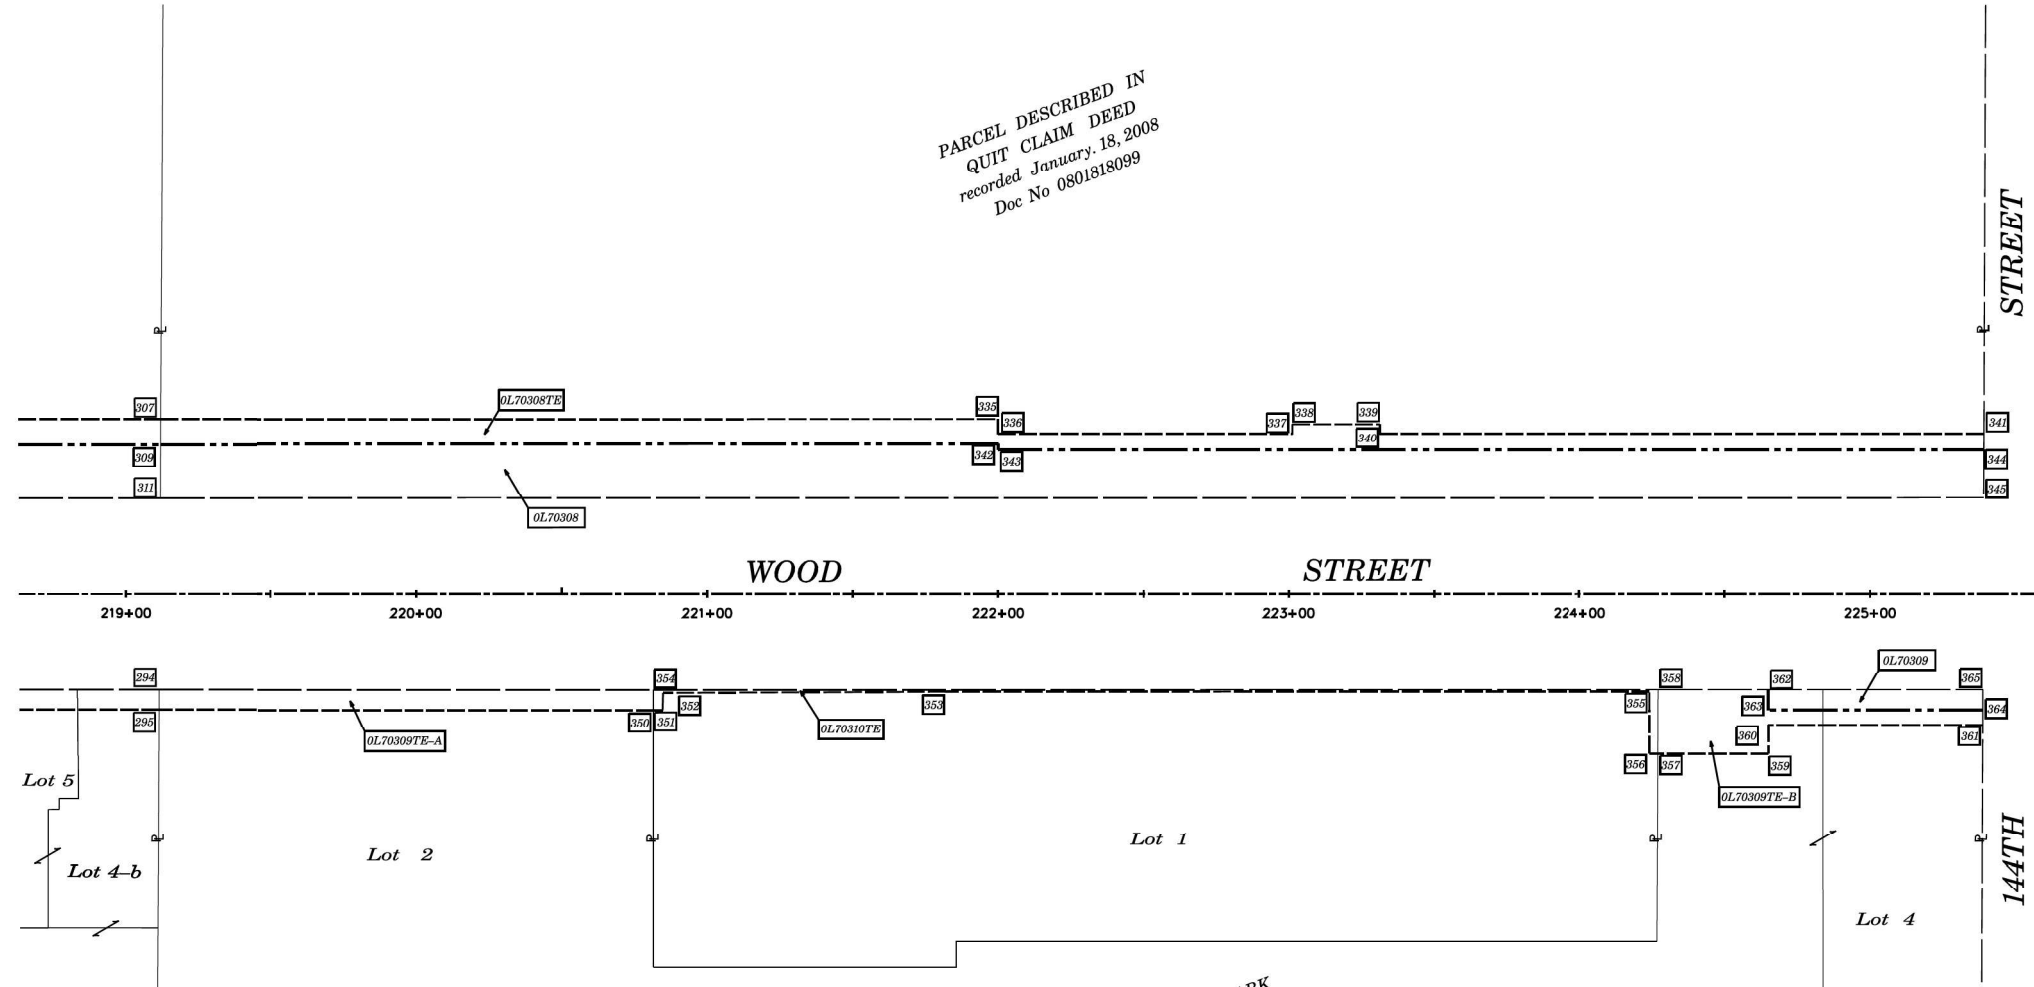 PARCEL DESCRIBED IN
QUIT CLAIM DEED
recorded January. 18, 2008
Doc No 0801818099
STREET
144TH
P
P
307
0L70308TE
335
336
337
338
339
340
341
309
342
343
344
311
345
0L70308
WOOD STREET
219+00
220+00
221+00
222+00
223+00
224+00
225+00
294
354
358
362
0L70309
365
295
350
351
352
353
355
363
364
0L70309TE-A
0L70310TE
360
361
356
357
359
0L70309TE-B
Lot 5
P
P
P
P
Lot 4-b
Lot 2
Lot 1
Lot 4